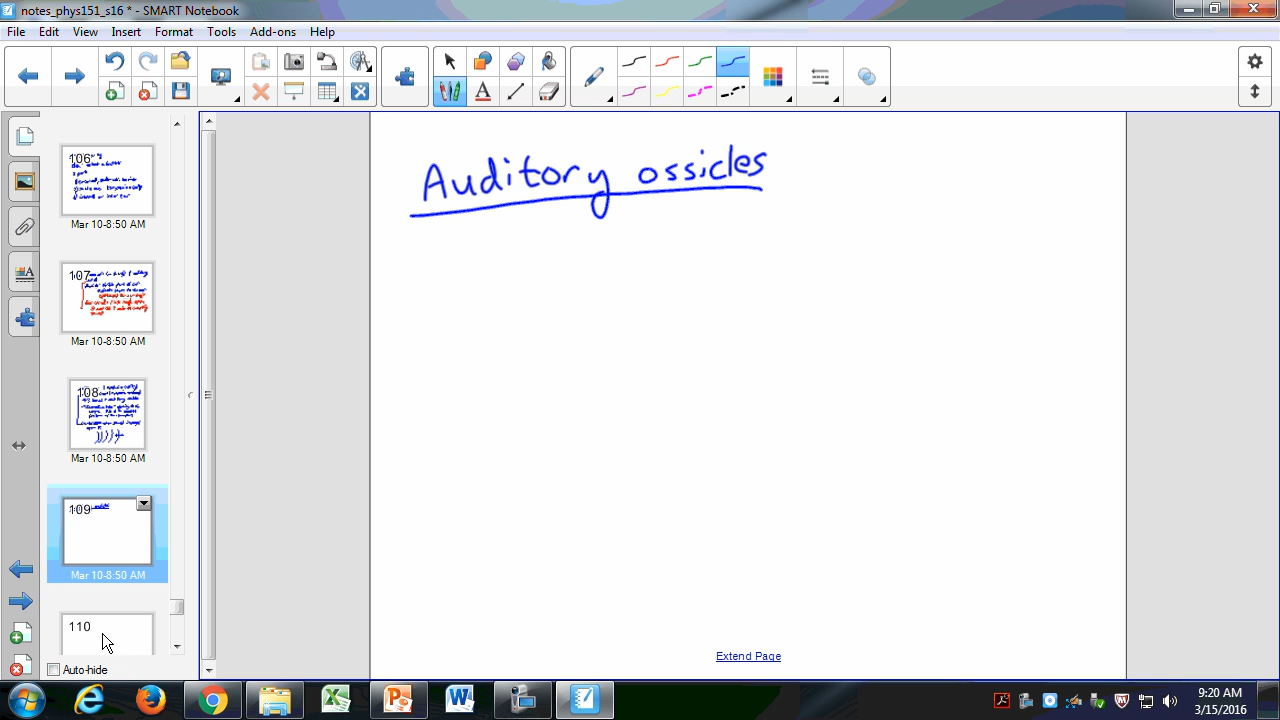 notes_phys151_s16 * - SMART Notebook
File Edit View Insert Format Tools Add-ons Help
106
Mar 10-8:50 AM
107
Mar 10-8:50 AM
108
Mar 10-8:50 AM
109
Mar 10-8:50 AM
110
Auto-hide
Auditory ossicles
Extend Page
9:20 AM
3/15/2016